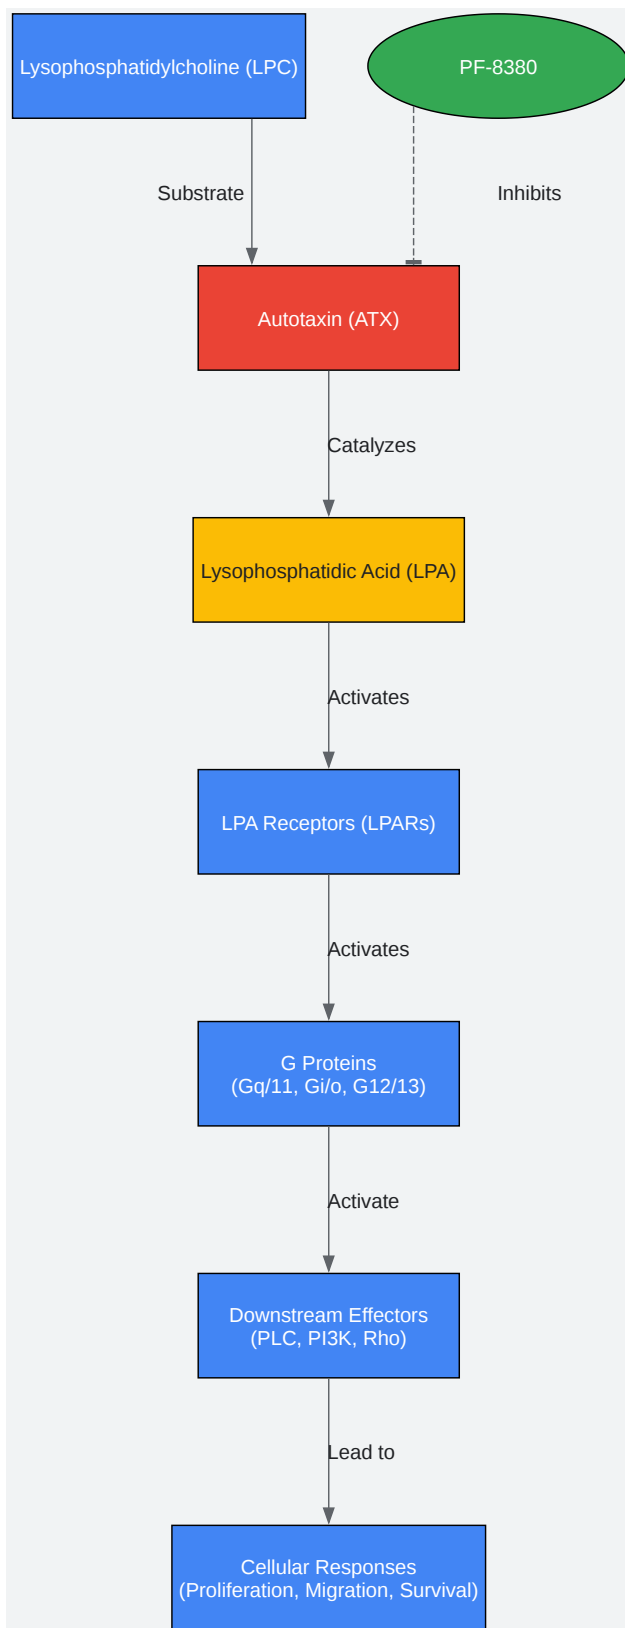 Lysophosphatidylcholine (LPC)
PF-8380
Substrate
Inhibits
Autotaxin (ATX)
Catalyzes
Lysophosphatidic Acid (LPA)
Activates
LPA Receptors (LPARs)
Activates
G Proteins
(Gq/11, Gi/o, G12/13)
Activate
Downstream Effectors
(PLC, PI3K, Rho)
Lead to
Cellular Responses
(Proliferation, Migration, Survival)